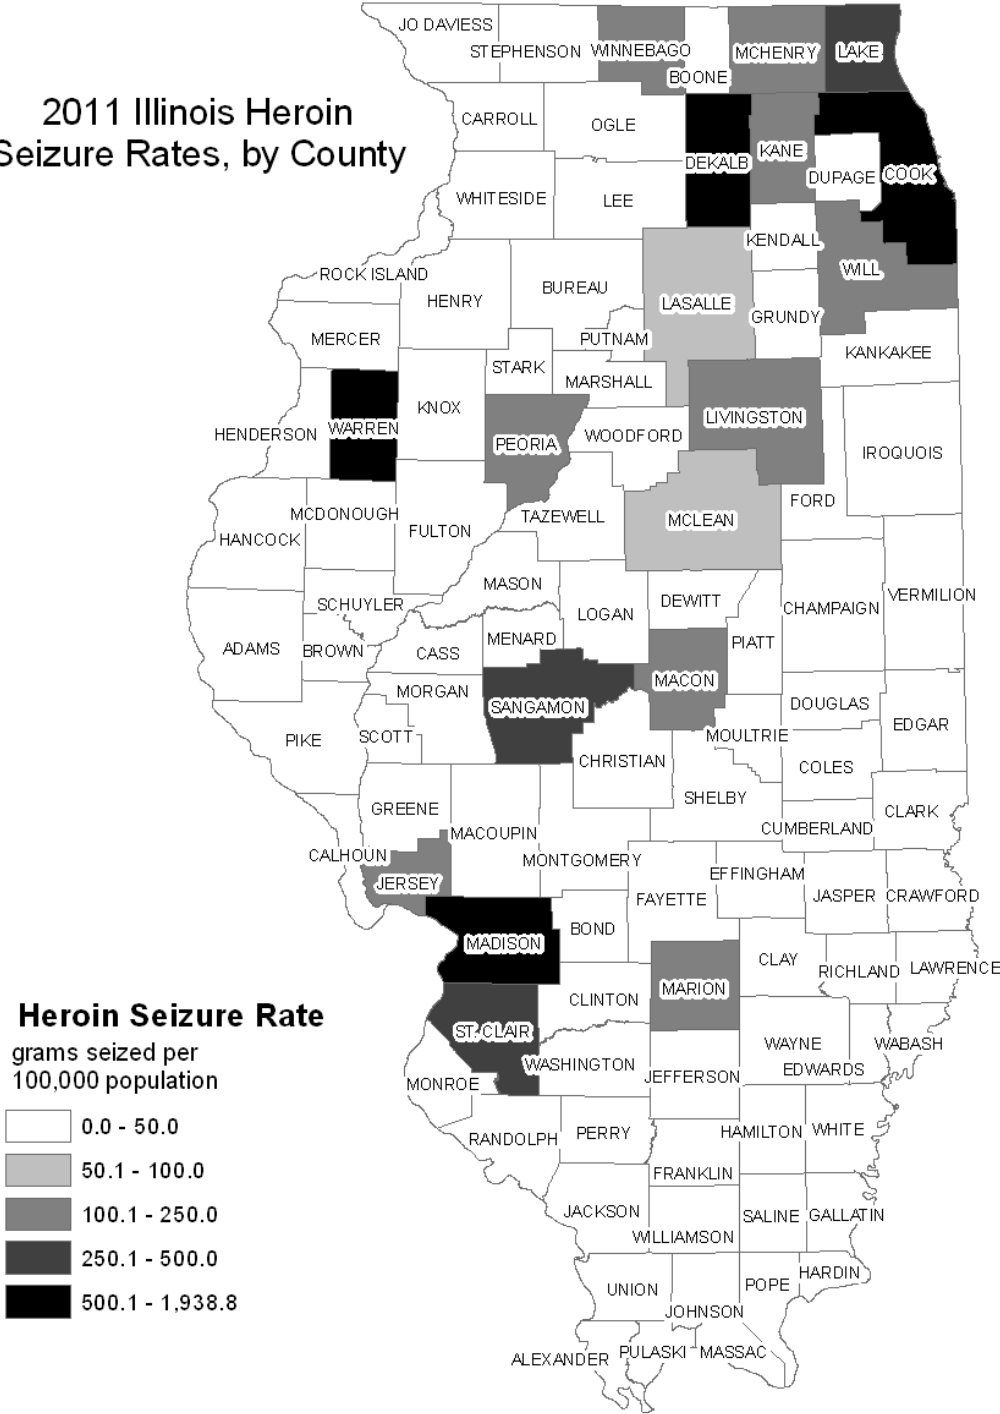 2011 Illinois Heroin
Seizure Rates, by County
JO DAVIESS
STEPHENSON
WINNEBAGO
BOONE
MCHENRY
LAKE
CARROLL
OGLE
DEKALB
KANE
DUPAGE
COOK
WHITESIDE
LEE
KENDALL
WILL
ROCK ISLAND
HENRY
BUREAU
LASALLE
GRUNDY
MERCER
PUTNAM
KANKAKEE
STARK
MARSHALL
HENDERSON
WARREN
KNOX
PEORIA
WOODFORD
LIVINGSTON
IROQUOIS
HANCOCK
MCDONOUGH
FULTON
TAZEWELL
MCLEAN
FORD
MASON
SCHUYLER
LOGAN
DEWITT
CHAMPAIGN
VERMILION
ADAMS
BROWN
CASS
MENARD
PIATT
MACON
MORGAN
SANGAMON
DOUGLAS
EDGAR
PIKE
SCOTT
CHRISTIAN
MOULTRIE
COLES
SHELBY
GREENE
MACOUPIN
CLARK
CUMBERLAND
CALHOUN
JERSEY
MONTGOMERY
EFFINGHAM
FAYETTE
JASPER
CRAWFORD
MADISON
BOND
CLAY
RICHLAND
LAWRENCE
CLINTON
MARION
ST. CLAIR
WASHINGTON
WAYNE
WABASH
EDWARDS
MONROE
JEFFERSON
RANDOLPH
PERRY
HAMILTON
WHITE
FRANKLIN
JACKSON
WILLIAMSON
SALINE
GALLATIN
UNION
JOHNSON
POPE
HARDIN
ALEXANDER
PULASKI
MASSAC
Heroin Seizure Rate
grams seized per
100,000 population
0.0 - 50.0
50.1 - 100.0
100.1 - 250.0
250.1 - 500.0
500.1 - 1,938.8